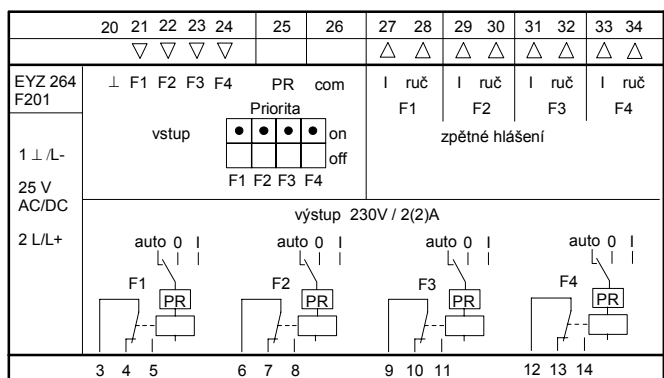 20 21 22 23 24 25 26 27 28 29 30 31 32 33 34
EYZ 264
F201
⊥ F1 F2 F3 F4 PR com I ruč I ruč I ruč I ruč
F1 F2 F3 F4
Priorita
vstup on
off
F1 F2 F3 F4
zpětné hlášení
1 ⊥ /L-
25 V
AC/DC
2 L/L+
výstup 230V / 2(2)A
auto 0 I auto 0 I auto 0 I auto 0 I
F1 F2 F3 F4
PR PR PR PR
3 4 5 6 7 8 9 10 11 12 13 14